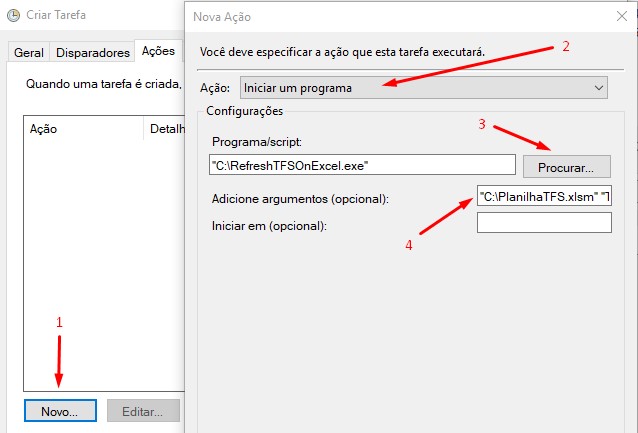 Criar Tarefa
Geral Disparadores Ações
Quando uma tarefa é criada,
Ação Detalh
1
Novo... Editar...
Nova Ação
Você deve especificar a ação que esta tarefa executará.
2
Ação: Iniciar um programa
Configurações
3
Programa/script:
"C:\RefreshTFSOnExcel.exe" Procurar...
Adicione argumentos (opcional): "C:\PlanilhaTFS.xlsm" "T
Iniciar em (opcional):
4